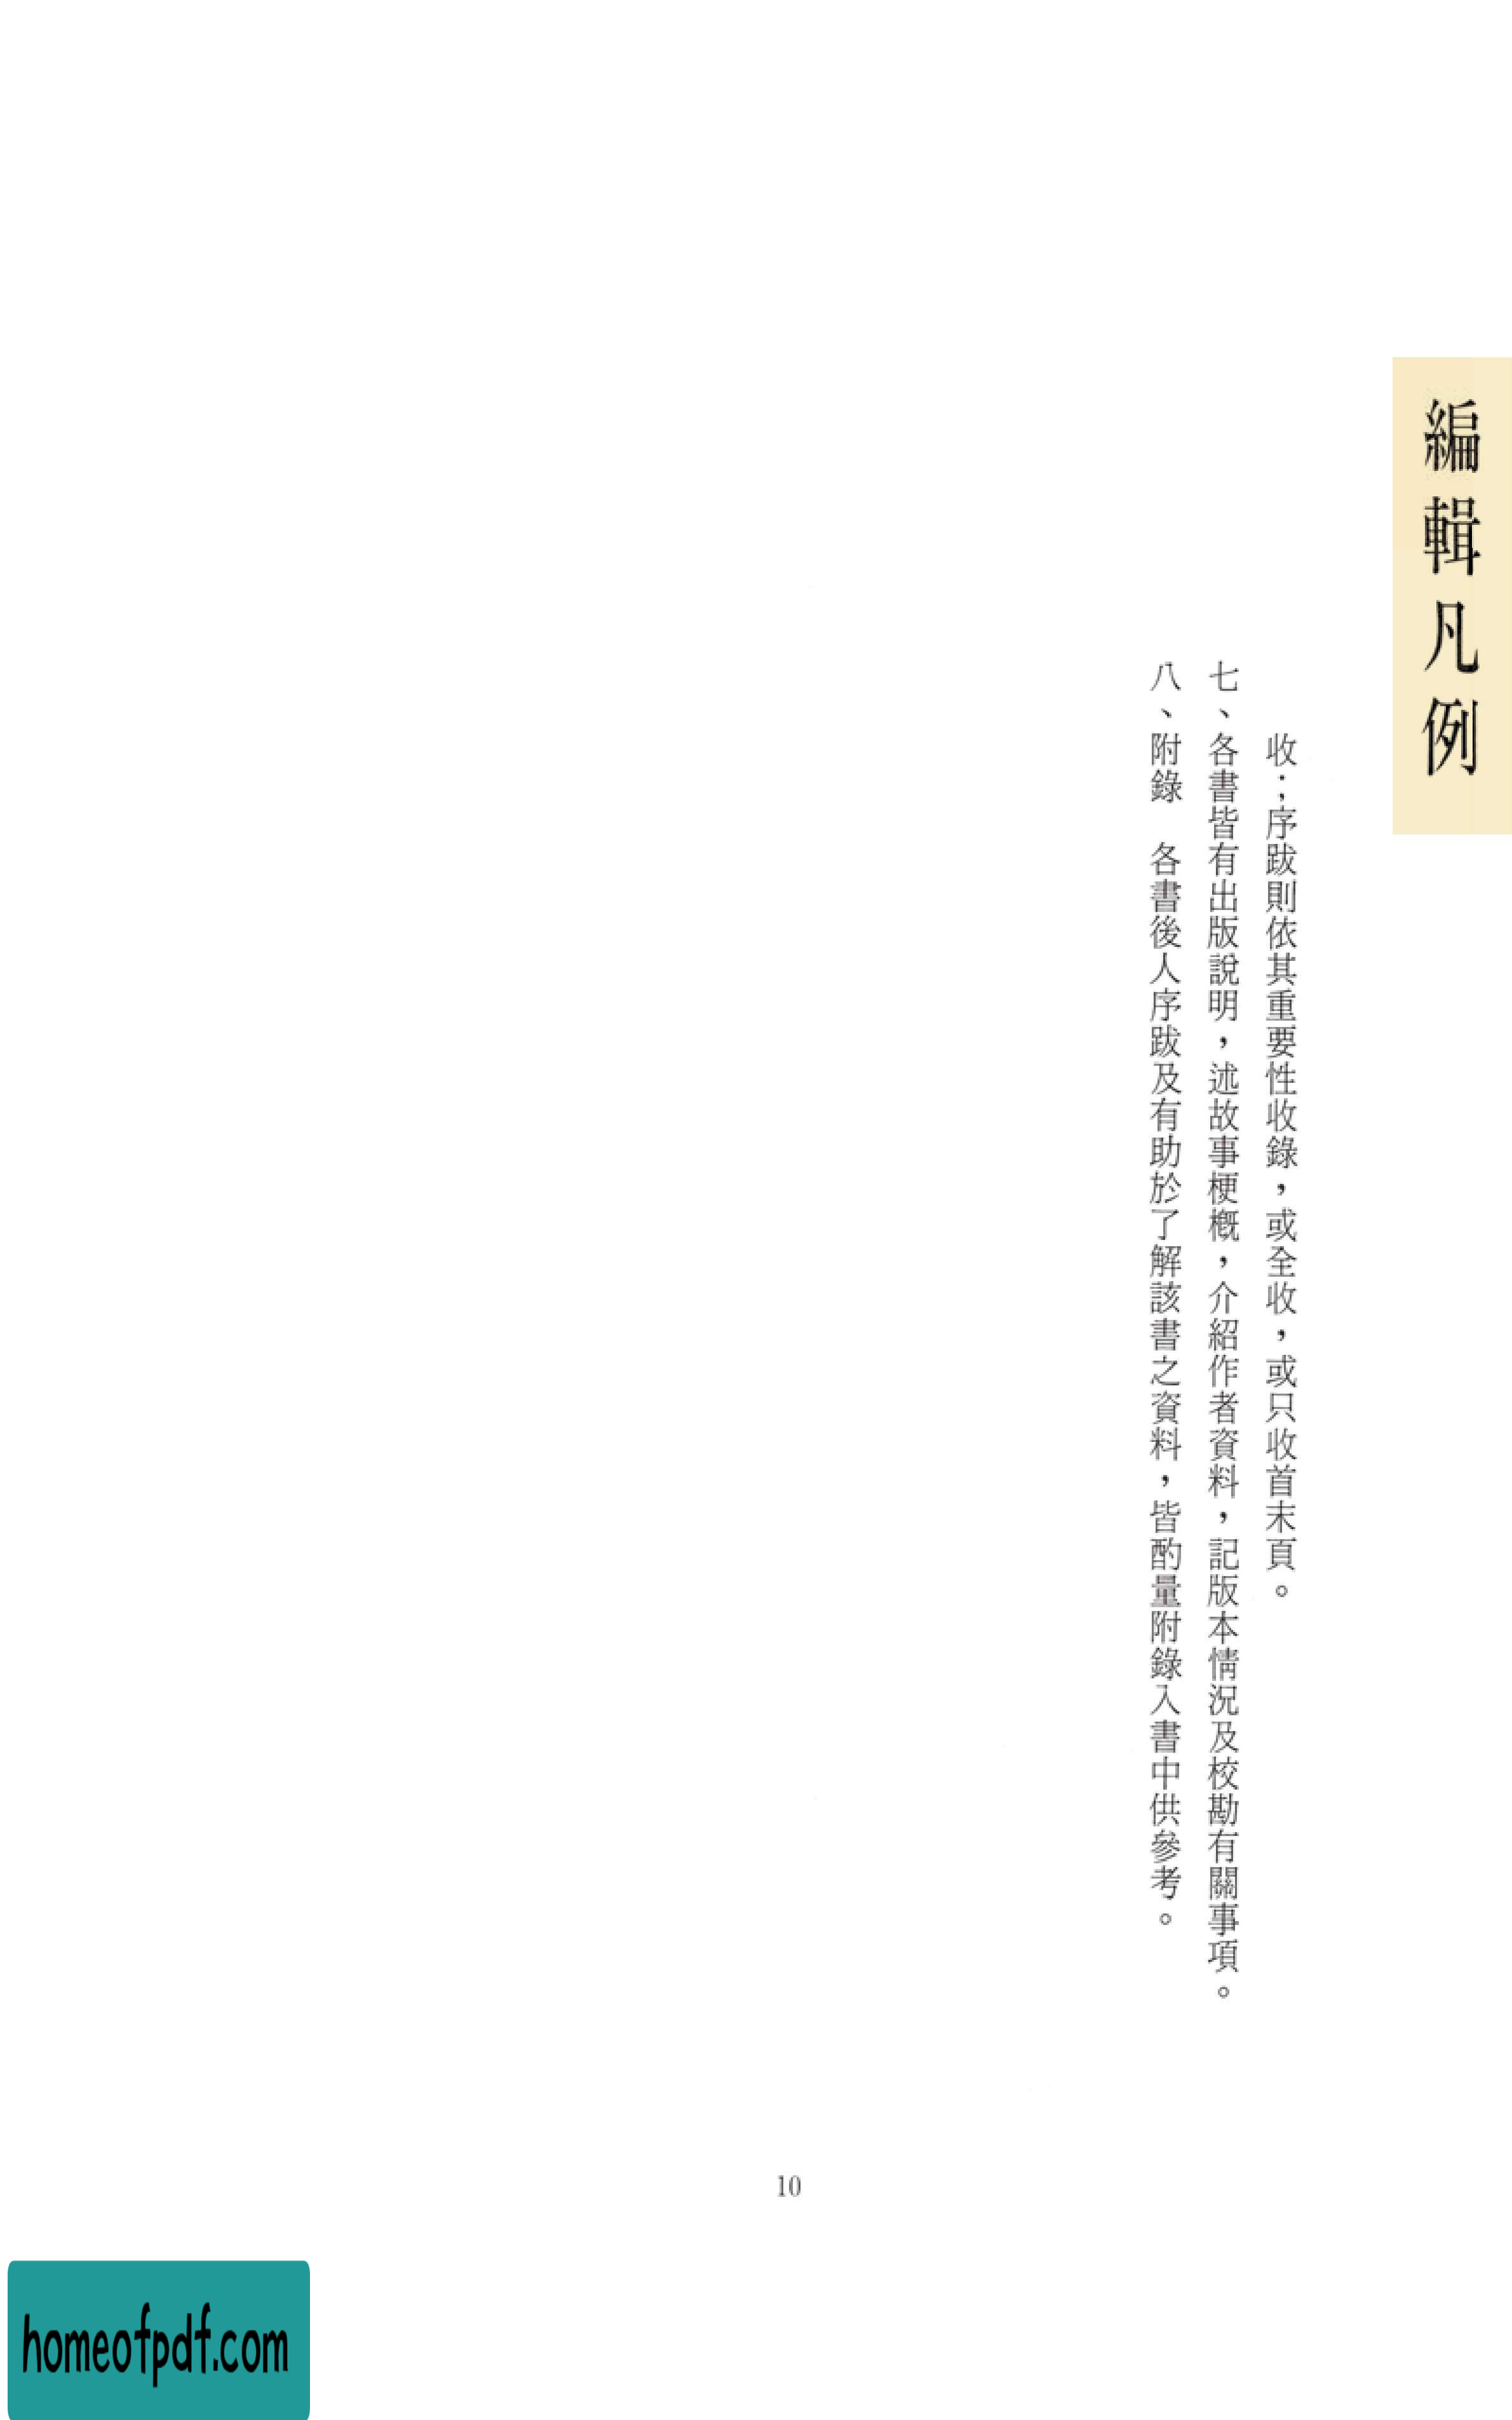 編輯凡例
收；序跋則依其重要性收錄，或全收，或只收首末頁。
七、各書皆有出版說明，述故事梗概，介紹作者資料，記版本情況及校勘有關事項。
八、附錄　各書後人序跋及有助於了解該書之資料，皆酌量附錄入書中供參考。
10
homeofpdf.com